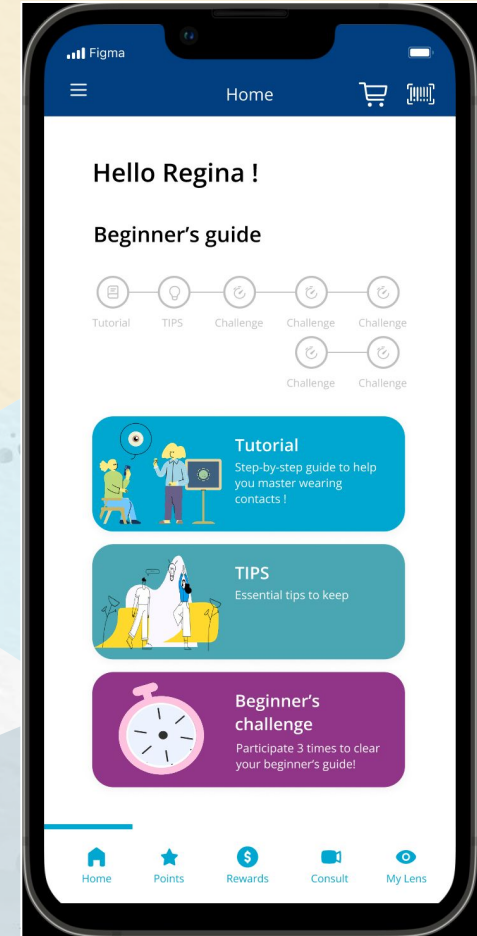 Figma
Home
Hello Regina !
Beginner's guide
Tutorial TIPS Challenge Challenge Challenge
Challenge Challenge
Tutorial
Step-by-step guide to help
you master wearing
contacts !
TIPS
Essential tips to keep
Beginner's
challenge
Participate 3 times to clear
your beginner's guide!
Home Points Rewards Consult My Lens